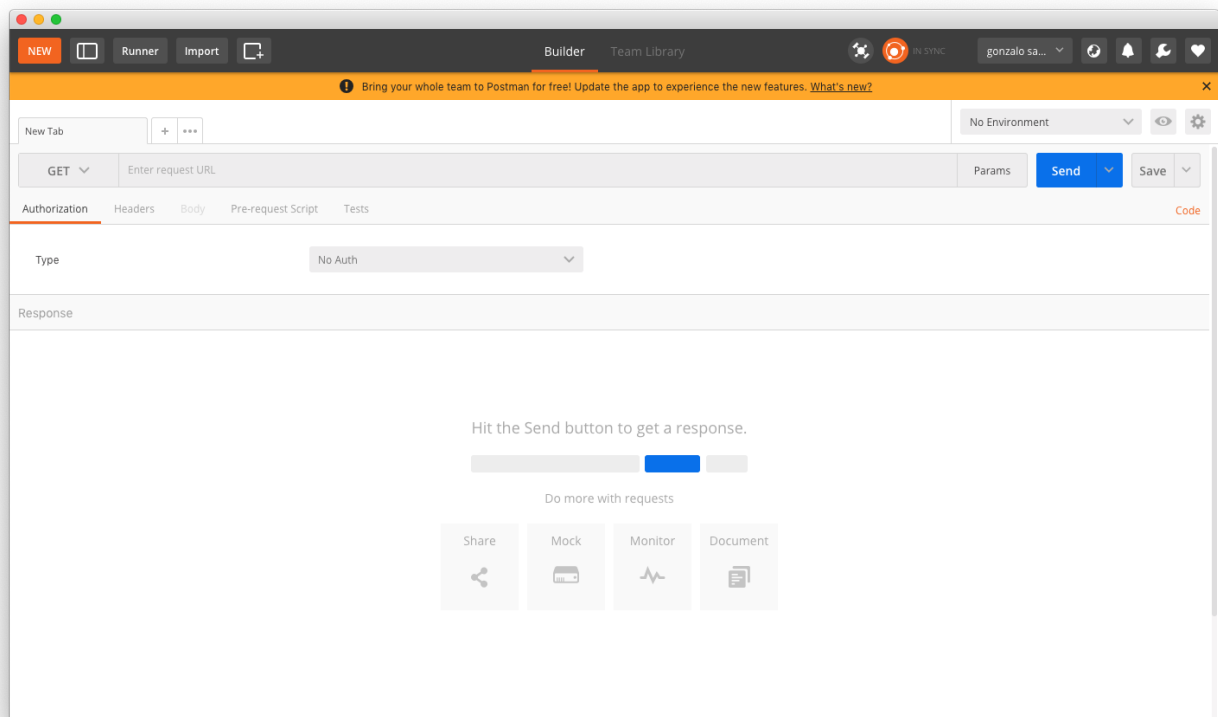 NEW Runner Import Builder Team Library IN SYNC gonzalo sa...
Bring your whole team to Postman for free! Update the app to experience the new features. What's new?
New Tab No Environment
GET Enter request URL Params Send Save
Authorization Headers Body Pre-request Script Tests Code
Type No Auth
Response
Hit the Send button to get a response.
Do more with requests
Share Mock Monitor Document